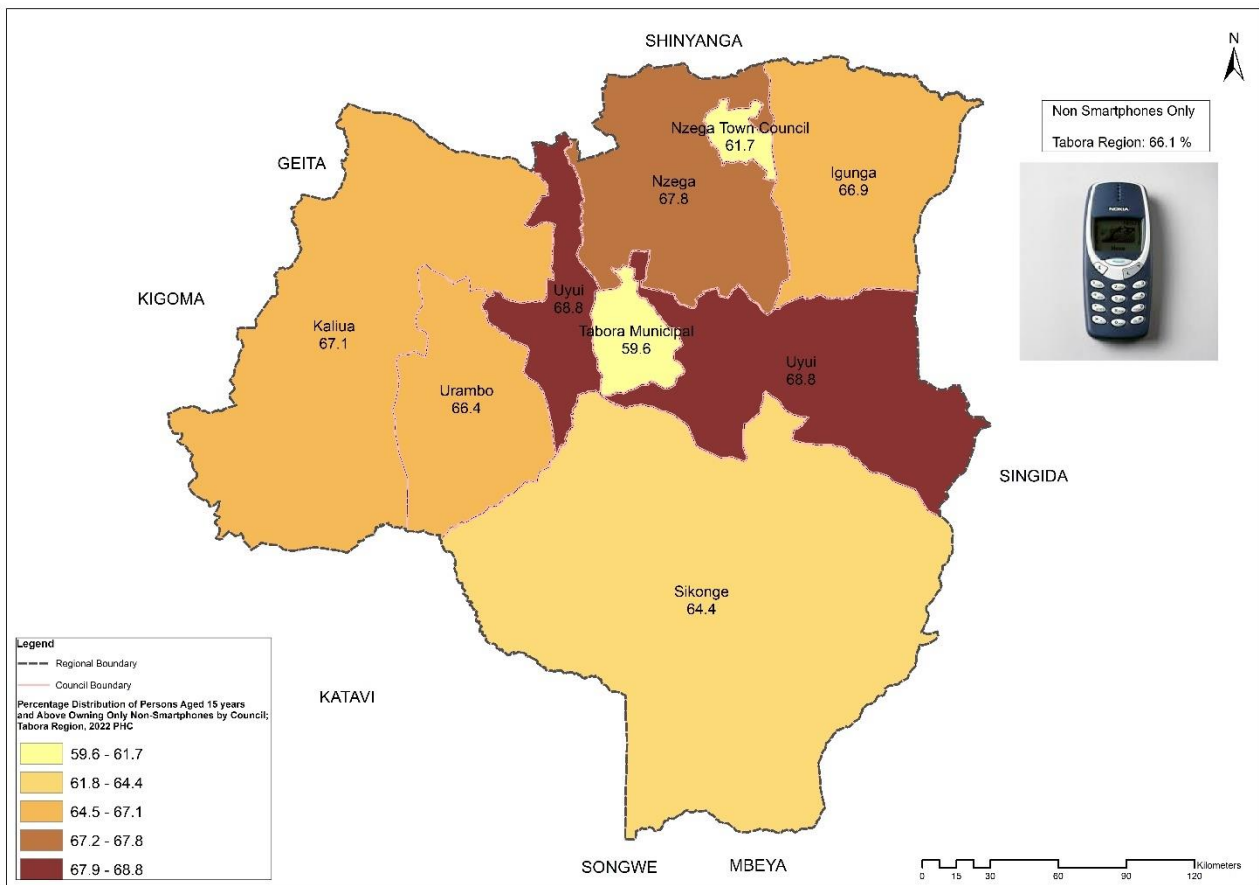 SHINYANGA
N
Non Smartphones Only
Tabora Region: 66.1 %
NOKIA
Nzega Town Council
61.7
GEITA
Igunga
66.9
Nzega
67.8
KIGOMA
Uyui
68.8
Kaliua
67.1
Tabora Municipal
59.6
Uyui
68.8
Urambo
66.4
SINGIDA
Sikonge
64.4
Legend
Regional Boundary
Council Boundary
Percentage Distribution of Persons Aged 15 years
and Above Owning Only Non-Smartphones by Council;
Tabora Region, 2022 PHC
59.6 - 61.7
61.8 - 64.4
64.5 - 67.1
67.2 - 67.8
67.9 - 68.8
KATAVI
SONGWE
MBEYA
Kilometers
0 15 30 60 90 120